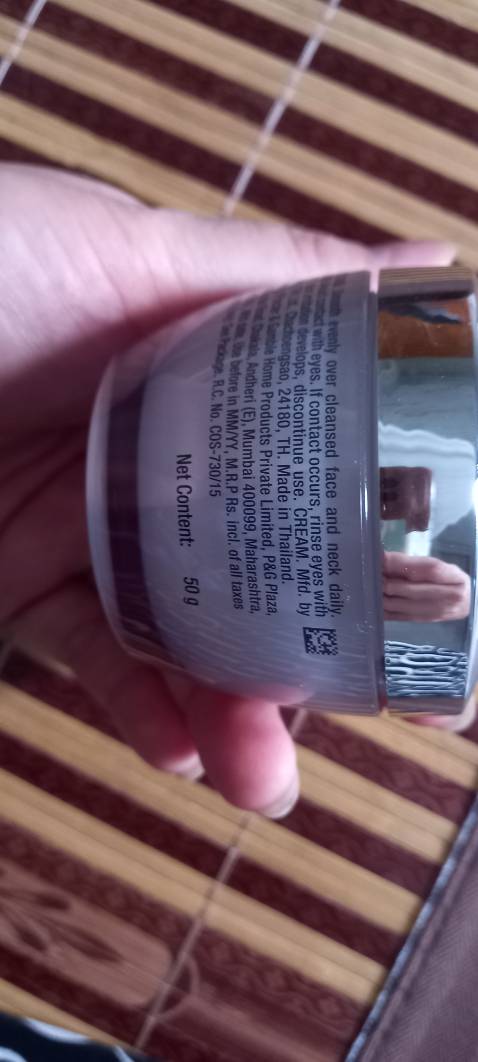 evenly over cleansed face and neck daily.
with eyes. If contact occurs, rinse eyes with
develops, discontinue use. CREAM. Mfd. by
24180, TH. Made in Thailand.
Home Products Private Limited, P&G Plaza,
Andheri (E), Mumbai 400099, Maharashtra,
Use before in MM/YY, M.R.P Rs. incl. of all taxes
R.C. No. COS-730/15
Net Content: 50 g